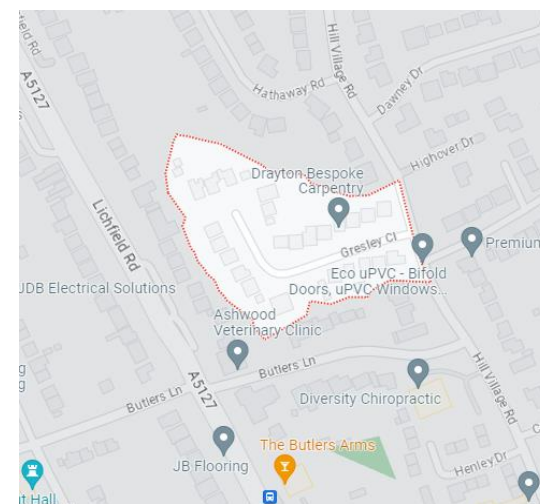 hfield Rd
A5127
Hill Village Rd
Hathaway Rd
Dawney Dr
Highover Dr
Drayton Bespoke
Carpentry
Lichfield Rd
Gresley Cl
Premium
Eco uPVC - Bifold
Doors, uPVC Windows...
JDB Electrical Solutions
Ashwood
Veterinary Clinic
Butlers Ln
Hill Village Rd
A5127
Butlers Ln
Diversity Chiropractic
The Butlers Arms
JB Flooring
Henley Dr
t Hall